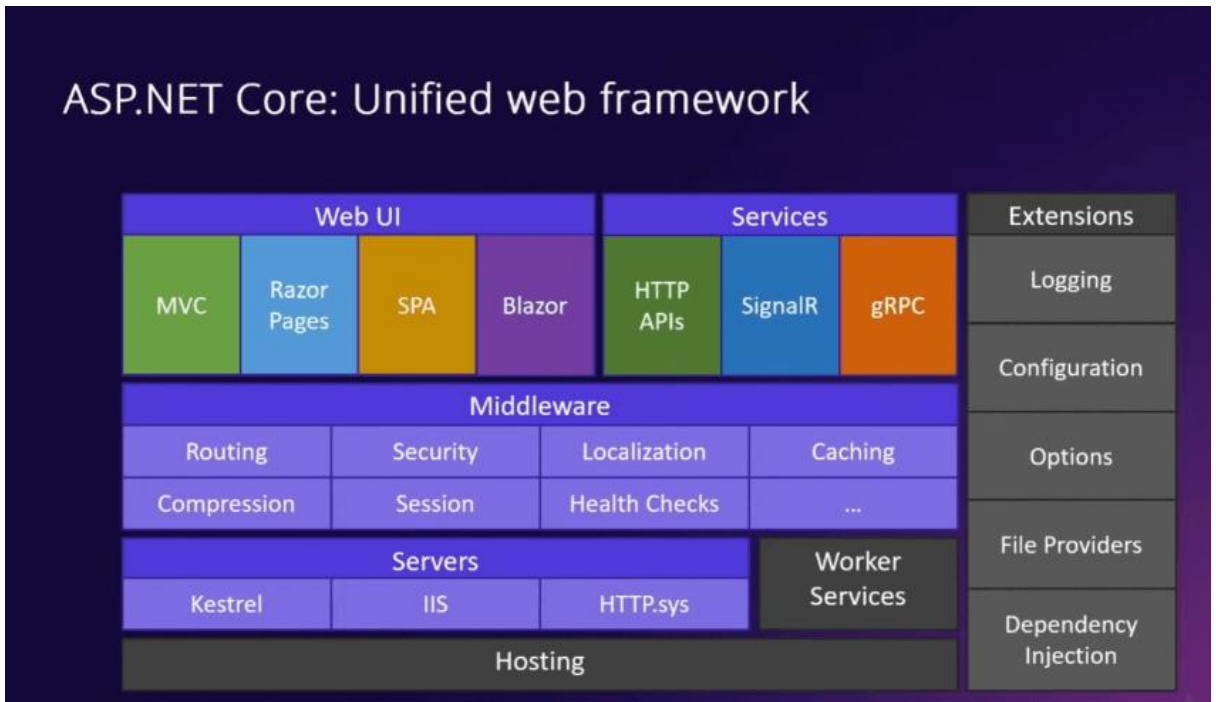 ASP.NET Core: Unified web framework
Web UI
Services
Extensions
MVC
Razor
Pages
SPA
Blazor
HTTP
APIs
SignalR
gRPC
Logging
Configuration
Middleware
Routing
Security
Localization
Caching
Compression
Session
Health Checks
...
Options
File Providers
Servers
Kestrel
IIS
HTTP.sys
Worker
Services
Dependency
Injection
Hosting